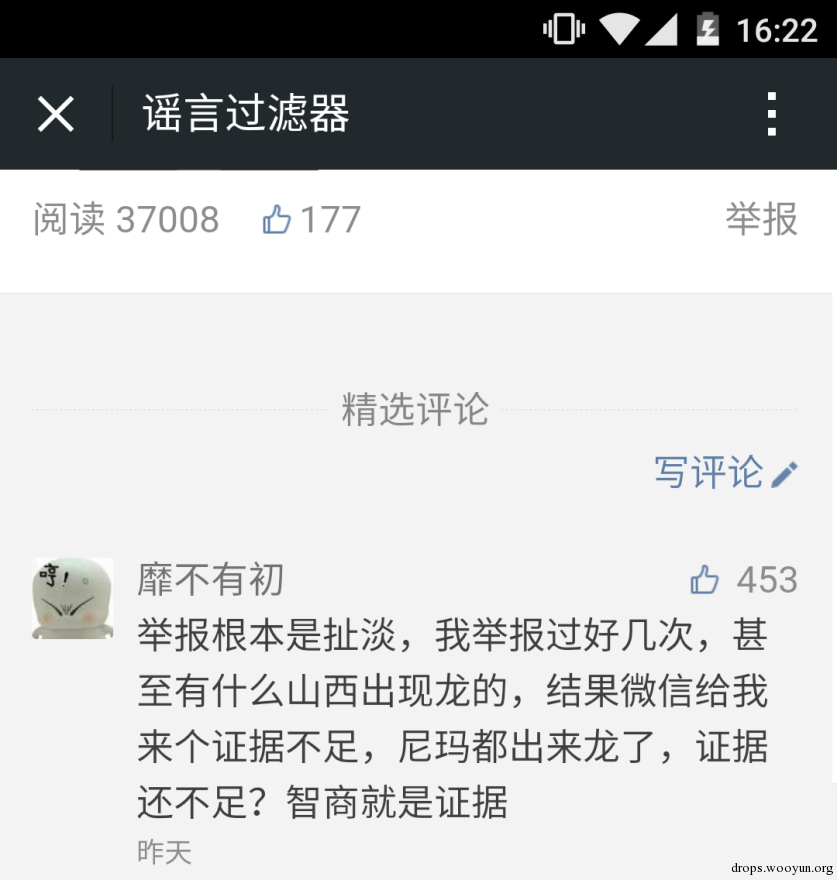 16:22
谣言过滤器
阅读 37008 177 举报
精选评论
写评论
哼!
靡不有初 453
举报根本是扯淡，我举报过好几次，甚
至有什么山西出现龙的，结果微信给我
来个证据不足，尼玛都出来龙了，证据
还不足？智商就是证据
昨天
drops.wooyun.org